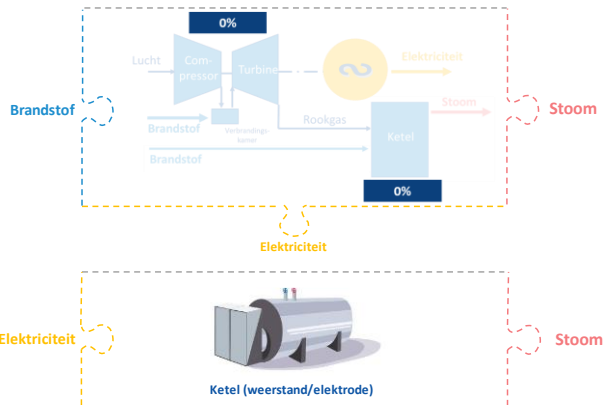 0%
Elektriciteit
Lucht
Com-
pressor
Turbine
Stoom
Brandstof
Stoom
Brandstof
Verbrandings
kamer
Rookgas
Ketel
Brandstof
0%
Elektriciteit
Elektriciteit
Stoom
Ketel (weerstand/elektrode)